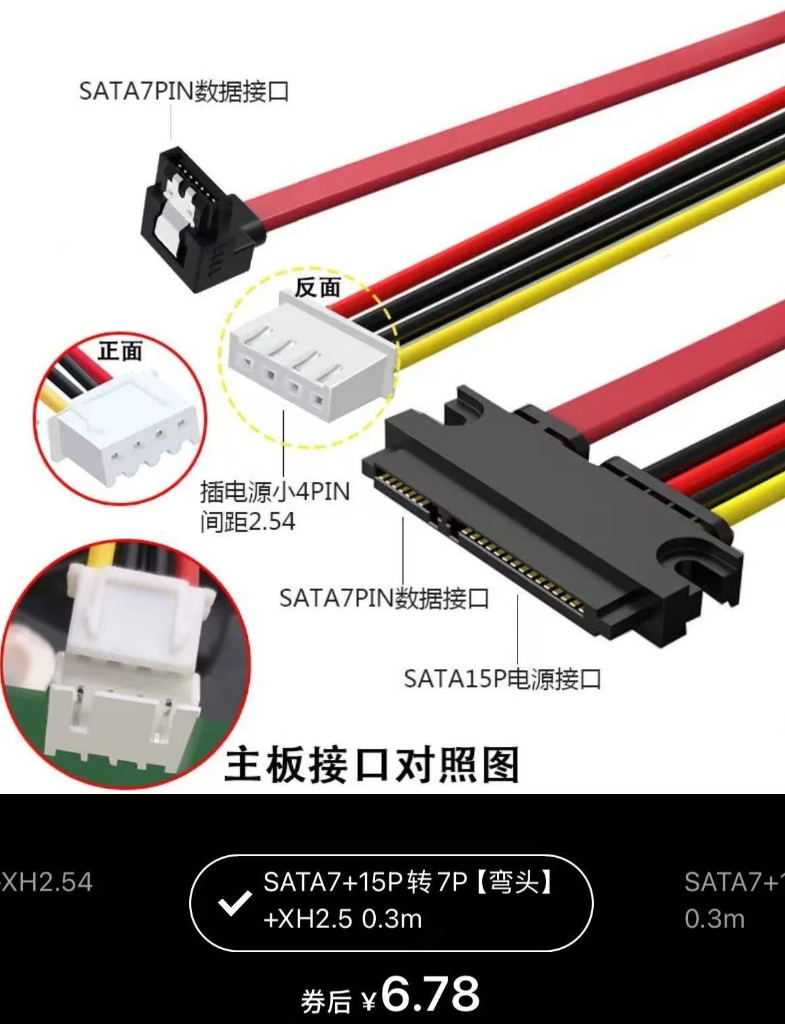 SATA7PIN数据接口
反面
正面
插电源小4PIN
间距2.54
SATA7PIN数据接口
SATA15P电源接口
主板接口对照图
XH2.54
SATA7+15P转7P【弯头】
+XH2.5 0.3m
SATA7+1
0.3m
券后 ¥6.78